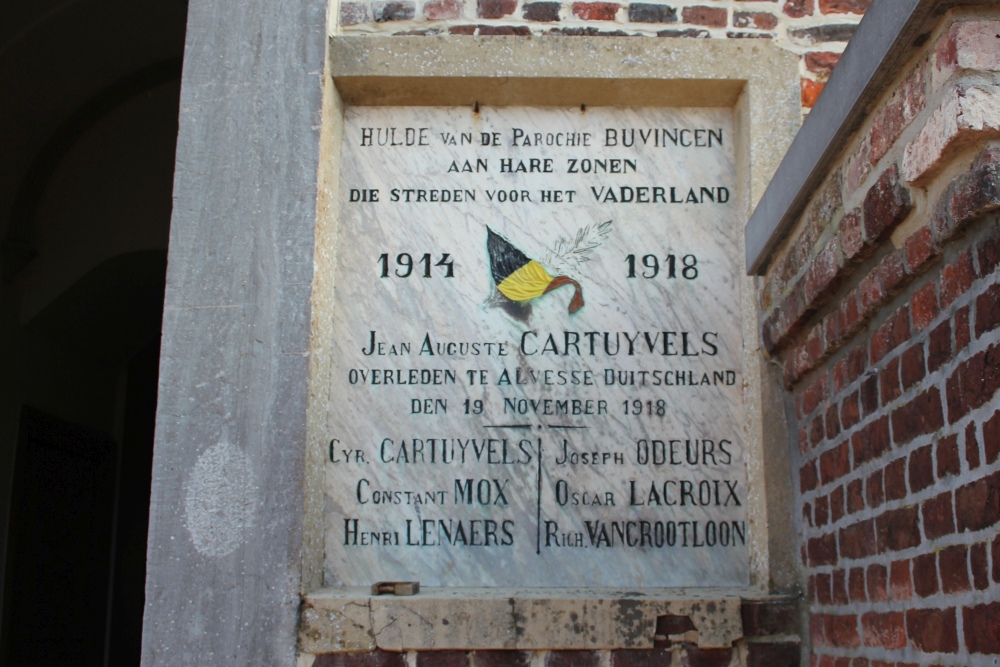 HULDE VAN DE PAROCHIE BUVINGEN
AAN HARE ZONEN
DIE STREDEN VOOR HET VADERLAND
1914 1918
JEAN AUGUSTE CARTUYVELS
OVERLEDEN TE ALVESSE DUITSCHLAND
DEN 19 NOVEMBER 1918
CYR. CARTUYVELS JOSEPH ODEURS
CONSTANT MOX OSCAR LACROIX
HENRI LENAERS RICH. VANCROOTLOON